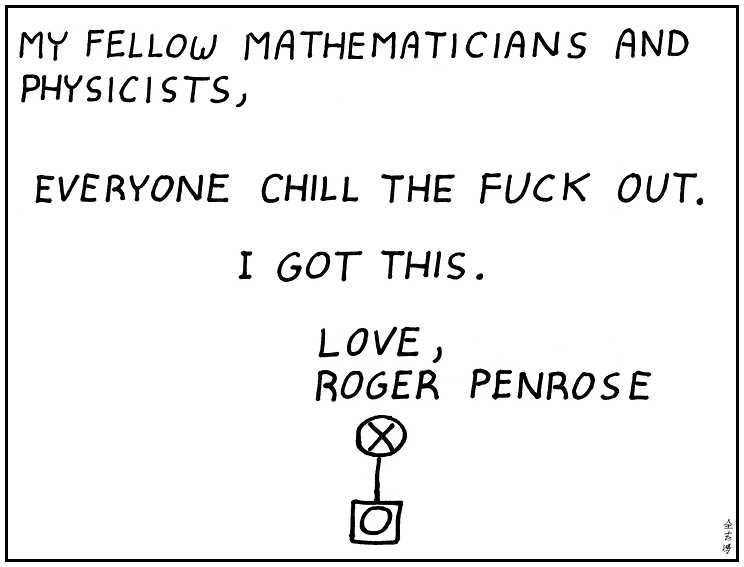 MY FELLOW MATHEMATICIANS AND
PHYSICISTS,
EVERYONE CHILL THE FUCK OUT.
I GOT THIS.
LOVE,
ROGER PENROSE